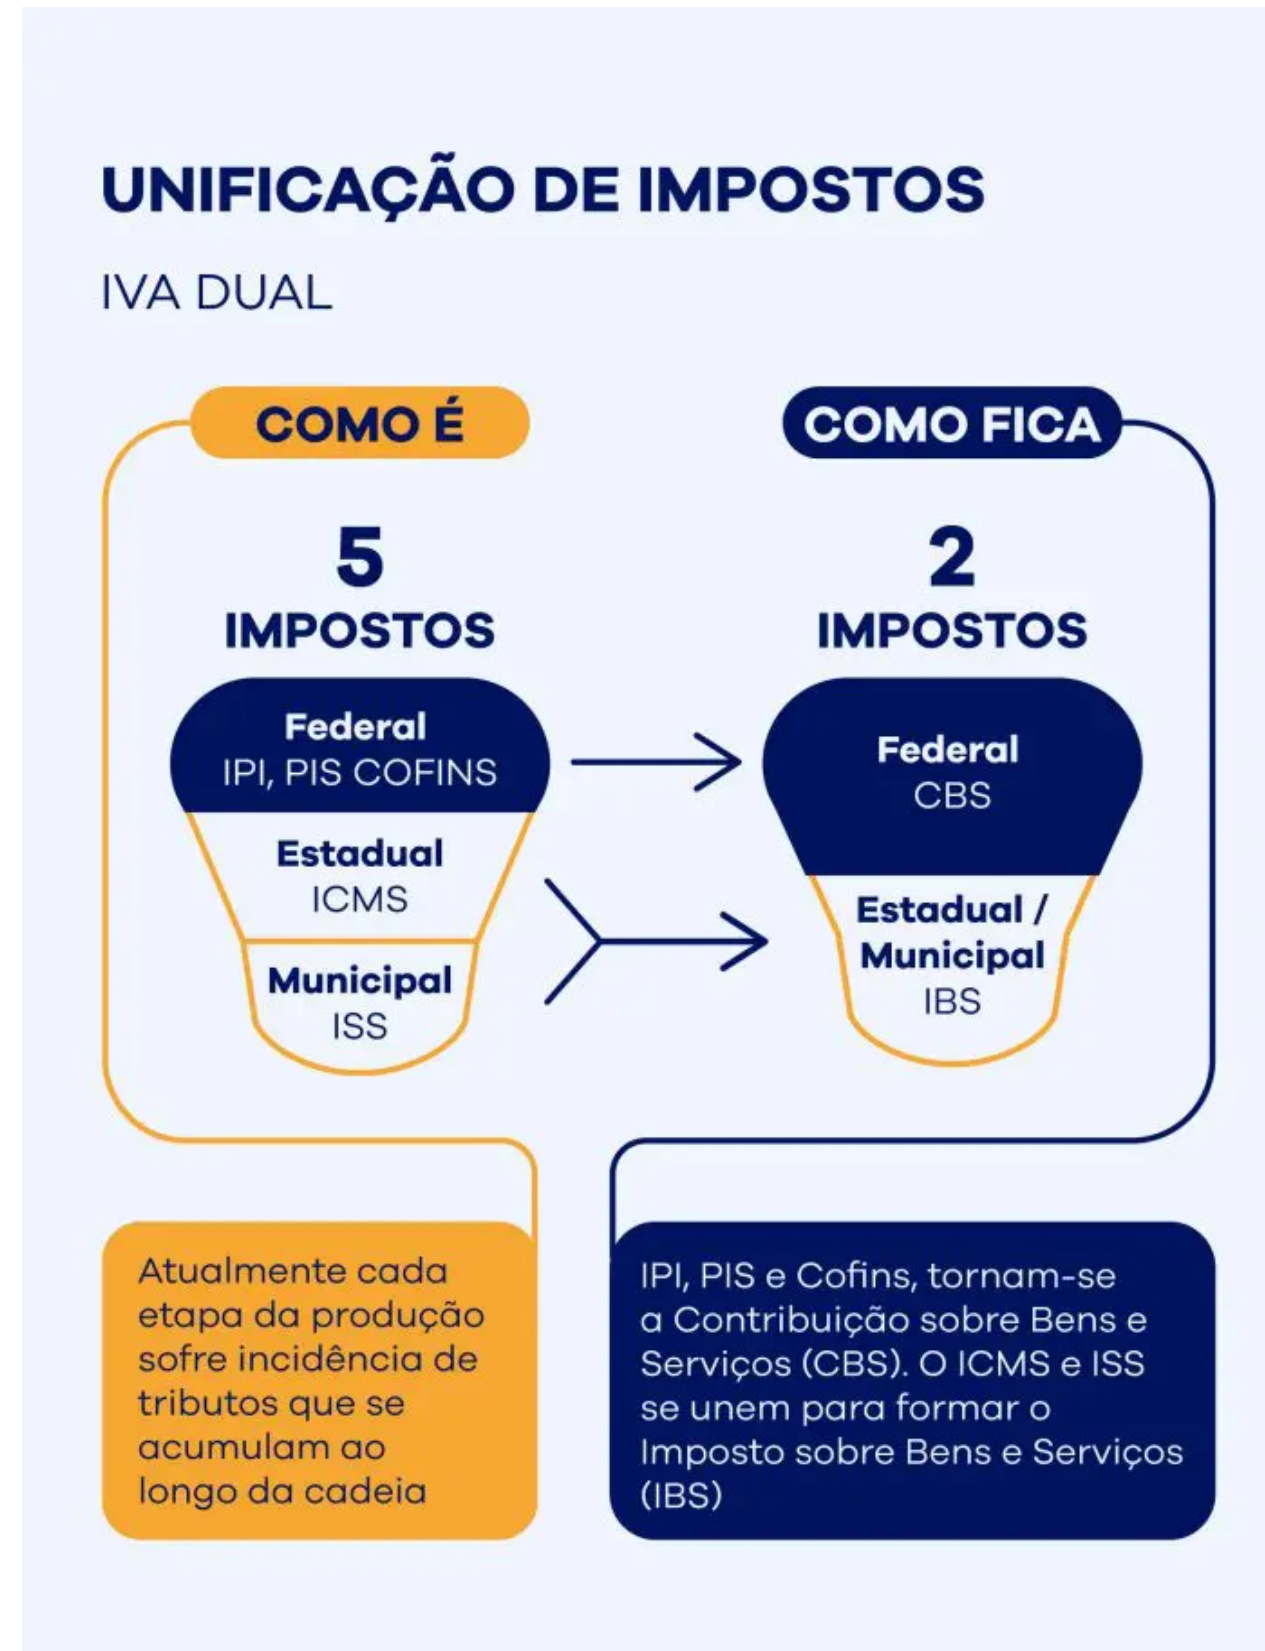 UNIFICAÇÃO DE IMPOSTOS
IVA DUAL
COMO É
5
IMPOSTOS
Federal
IPI, PIS COFINS
Estadual
ICMS
Municipal
ISS
Atualmente cada
etapa da produção
sofre incidência de
tributos que se
acumulam ao
longo da cadeia
COMO FICA
2
IMPOSTOS
Federal
CBS
Estadual /
Municipal
IBS
IPI, PIS e Cofins, tornam-se
a Contribuição sobre Bens e
Serviços (CBS). O ICMS e ISS
se unem para formar o
Imposto sobre Bens e Serviços
(IBS)